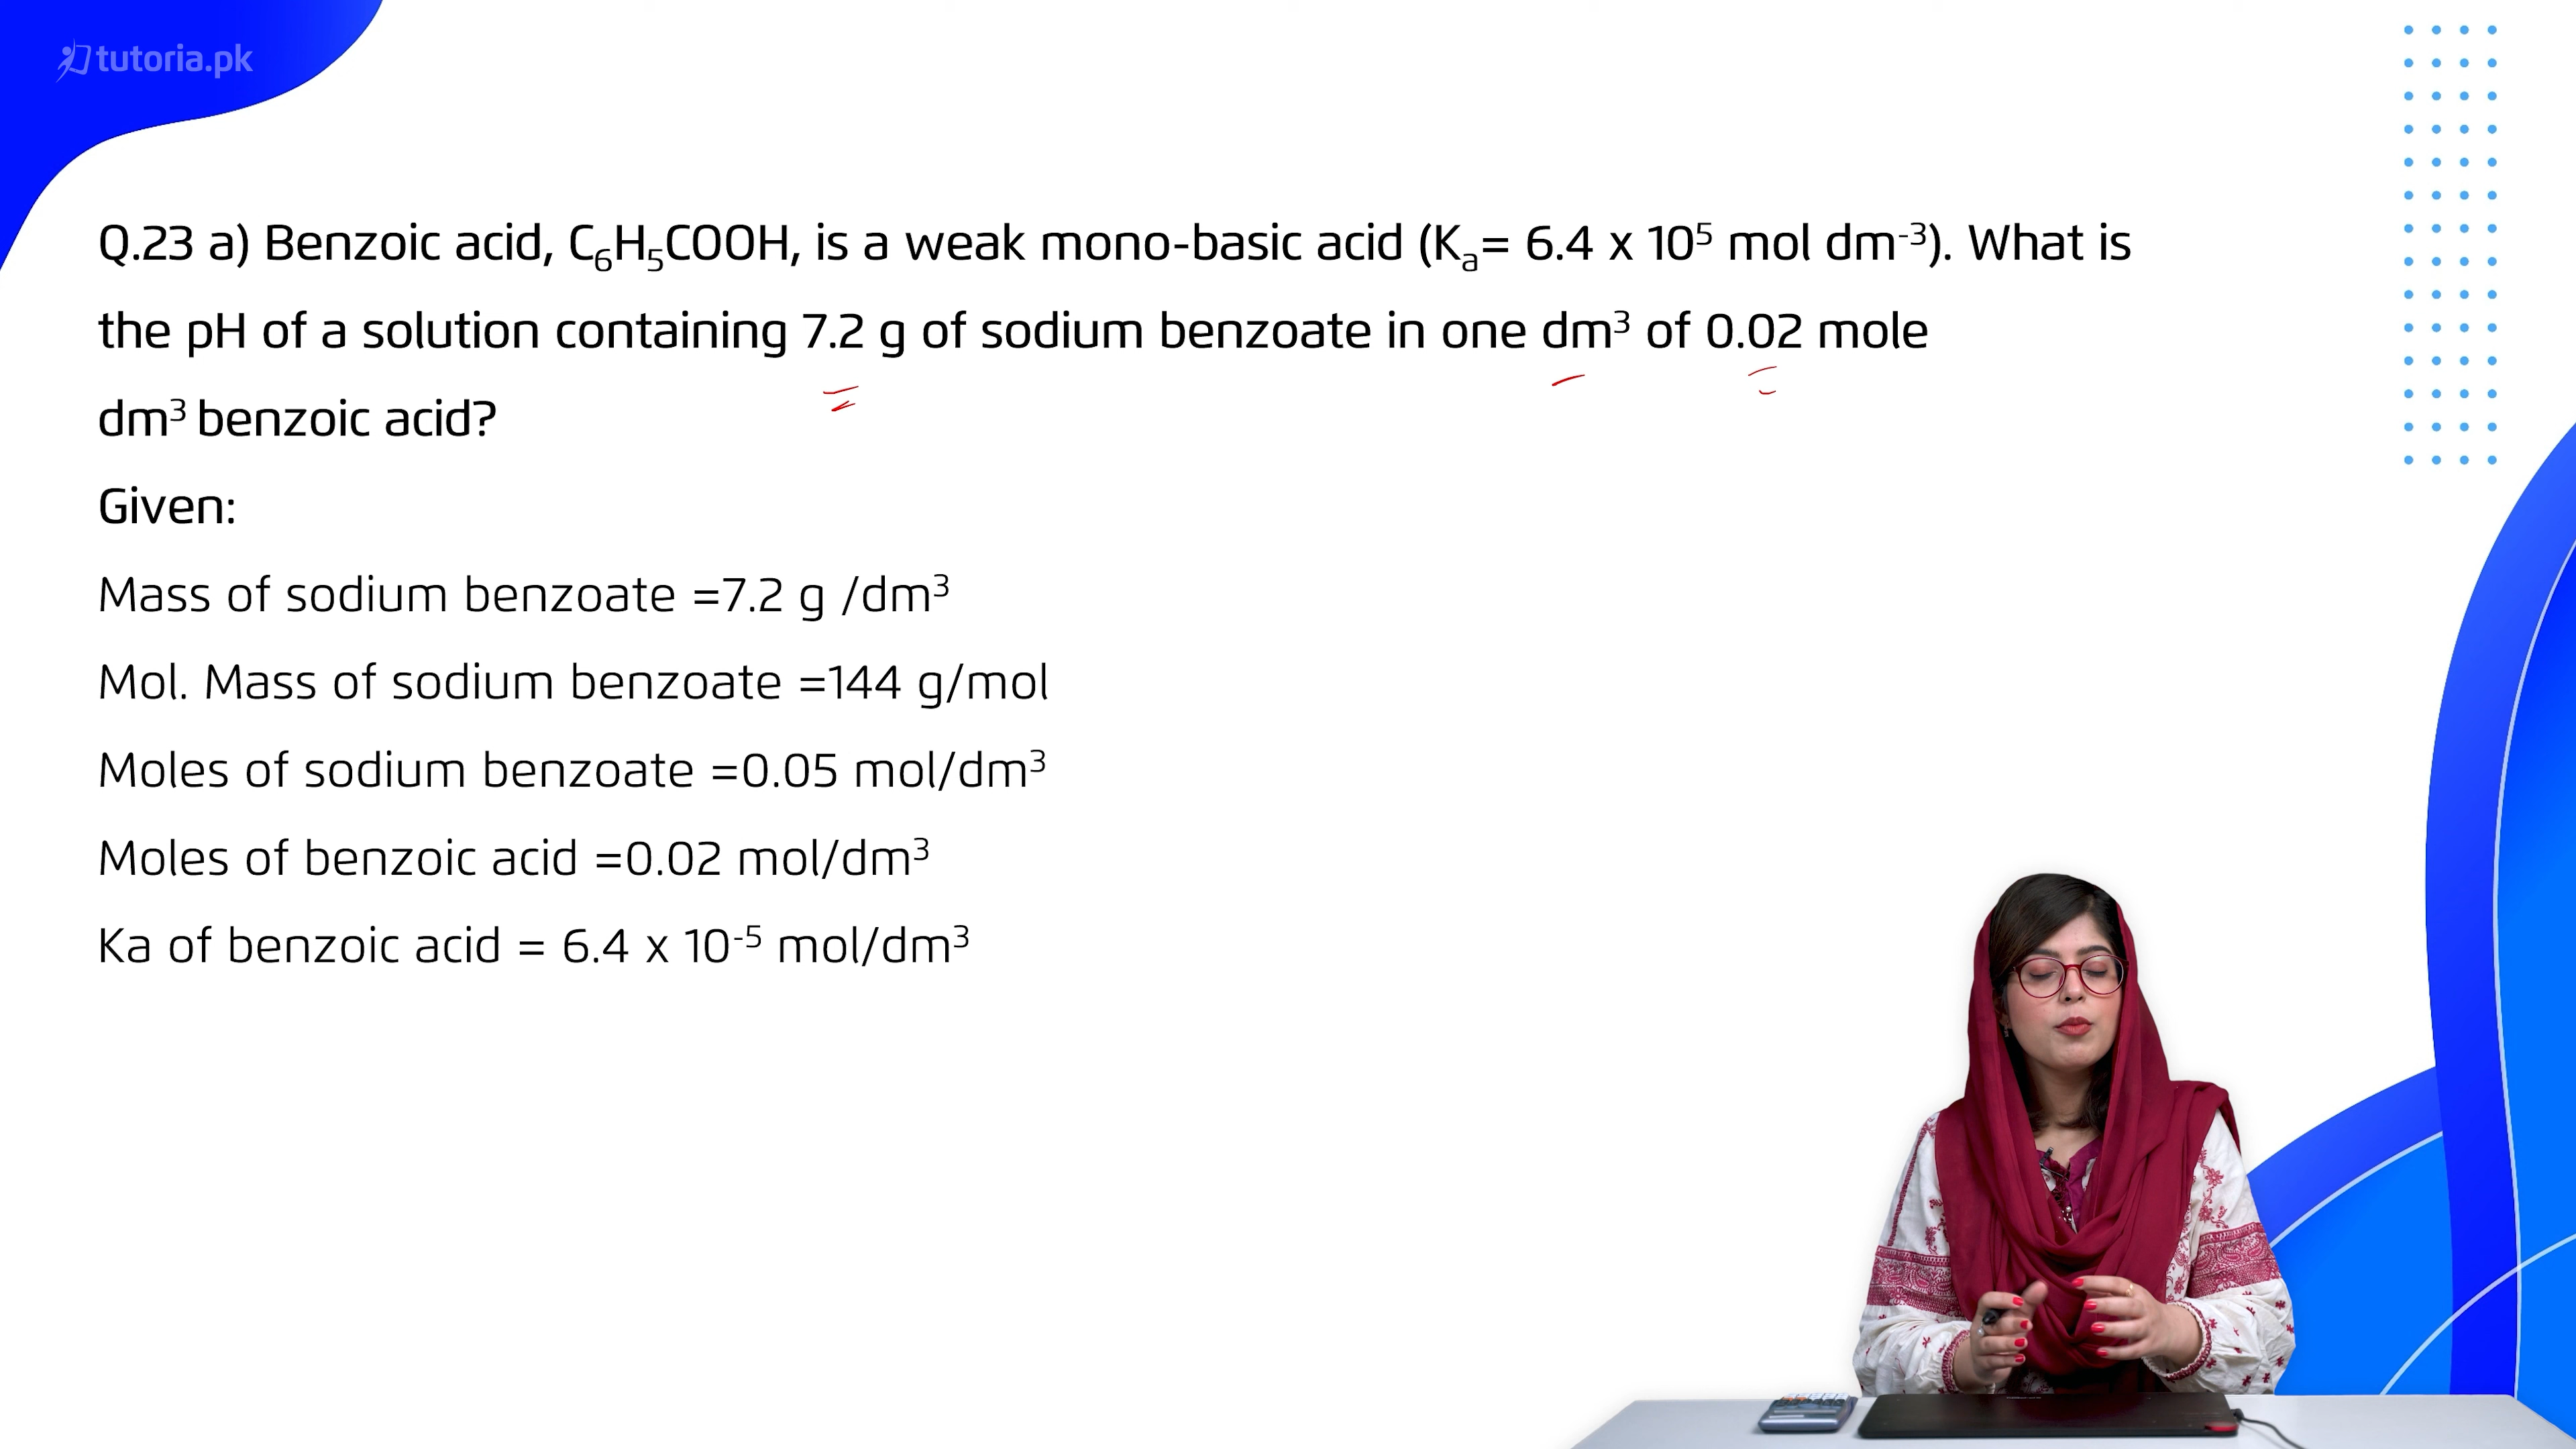 tutoria.pk
Q.23 a) Benzoic acid, C₆H₅COOH, is a weak mono-basic acid (Kₐ= 6.4 x 10⁵ mol dm⁻³). What is
the pH of a solution containing 7.2 g of sodium benzoate in one dm³ of 0.02 mole
dm³ benzoic acid?
Given:
Mass of sodium benzoate =7.2 g /dm³
Mol. Mass of sodium benzoate =144 g/mol
Moles of sodium benzoate =0.05 mol/dm³
Moles of benzoic acid =0.02 mol/dm³
Ka of benzoic acid = 6.4 x 10⁻⁵ mol/dm³